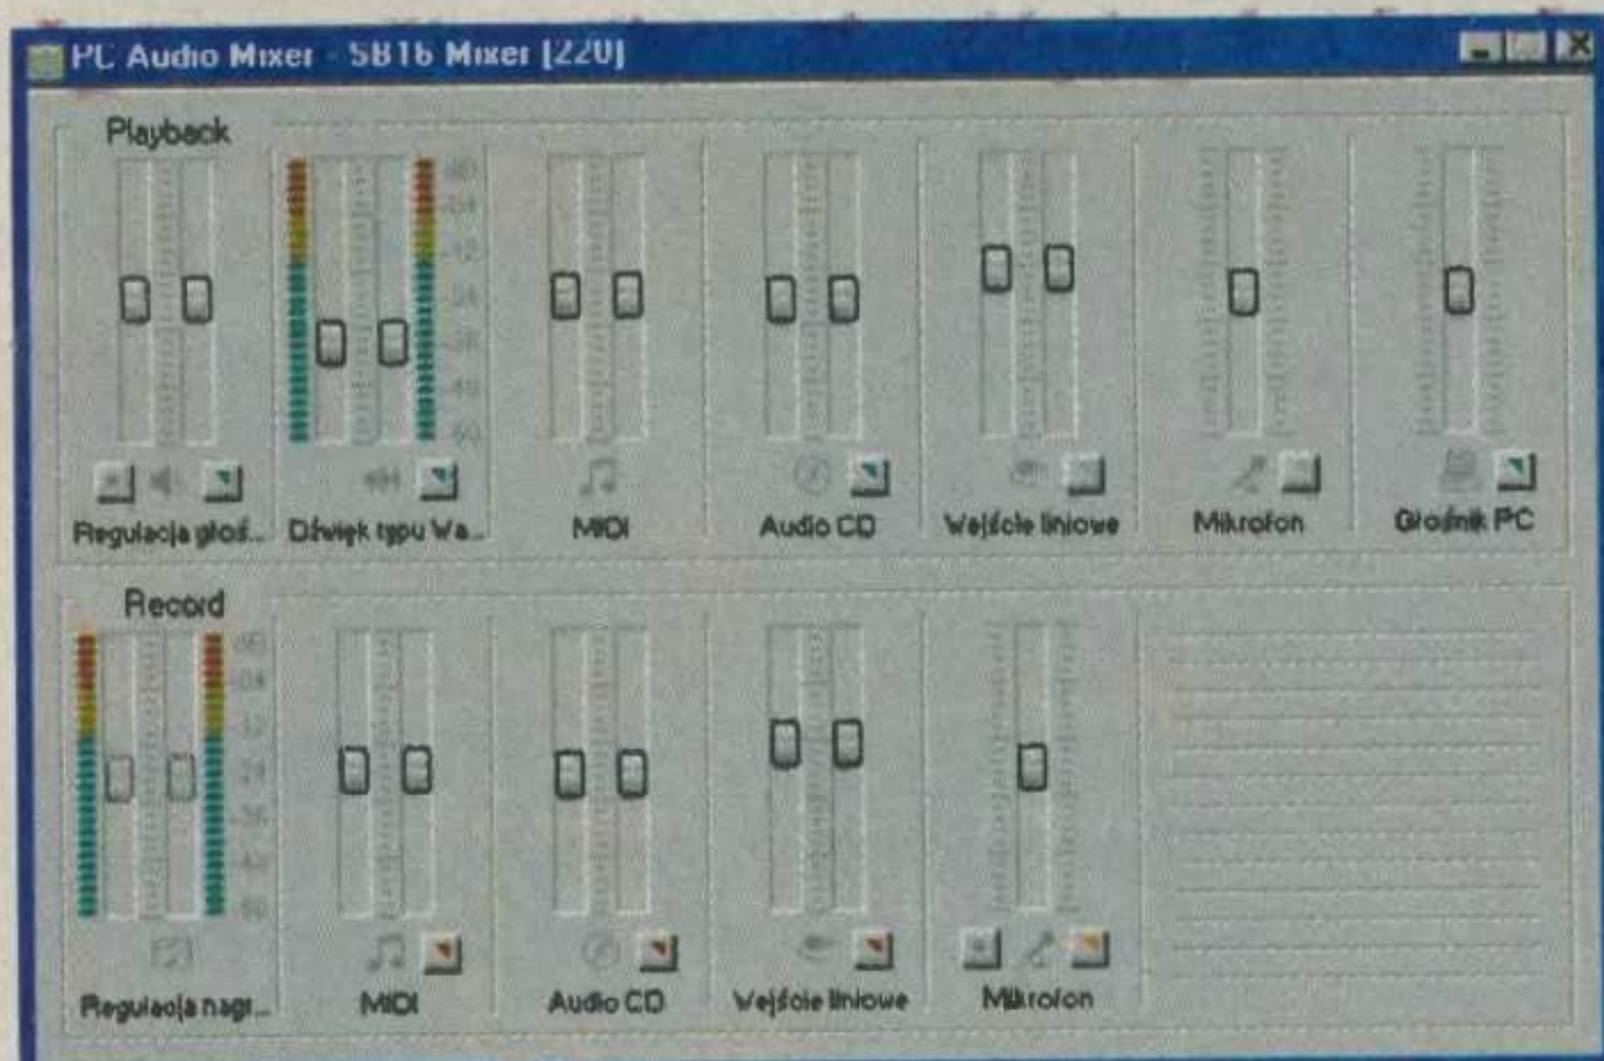 PC Audio Mixer - SB16 Mixer [220]
Playback
Regulacja głoś... Dźwięk typu Wa... MIDI Audio CD Wejście liniowe Mikrofon Głośnik PC
Record
Regulacja nagr... MIDI Audio CD Wejście liniowe Mikrofon